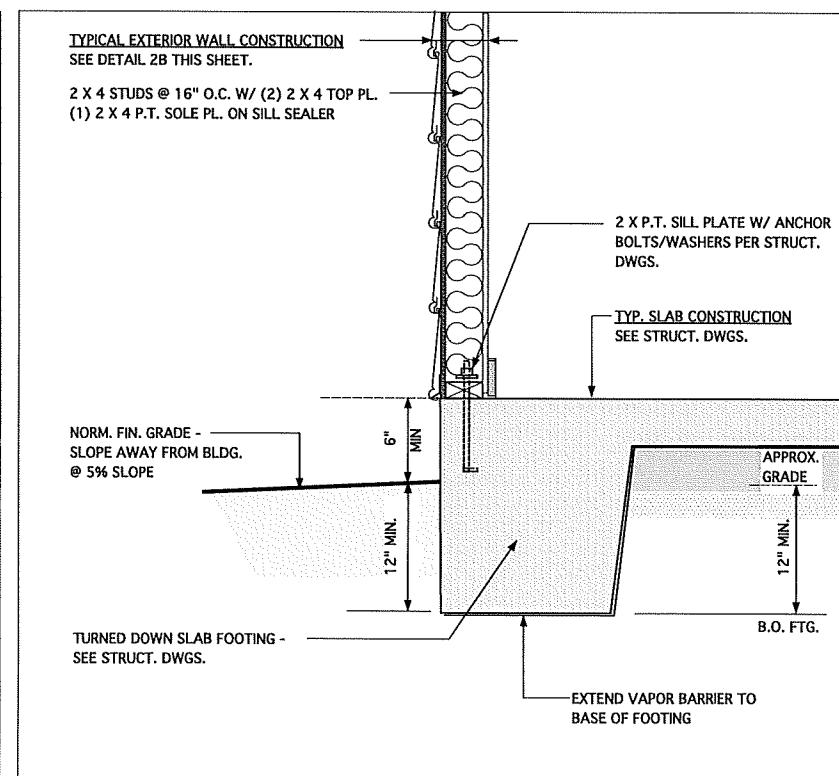 TYPICAL EXTERIOR WALL CONSTRUCTION
SEE DETAIL 2B THIS SHEET.
2 X 4 STUDS @ 16" O.C. W/ (2) 2 X 4 TOP PL.
(1) 2 X 4 P.T. SOLE PL. ON SILL SEALER
2 X P.T. SILL PLATE W/ ANCHOR
BOLTS/WASHERS PER STRUCT.
DWGS.
TYP. SLAB CONSTRUCTION
SEE STRUCT. DWGS.
NORM. FIN. GRADE -
SLOPE AWAY FROM BLDG.
@ 5% SLOPE
6"
MIN
APPROX.
GRADE
12" MIN.
12" MIN.
B.O. FTG.
TURNED DOWN SLAB FOOTING -
SEE STRUCT. DWGS.
EXTEND VAPOR BARRIER TO
BASE OF FOOTING